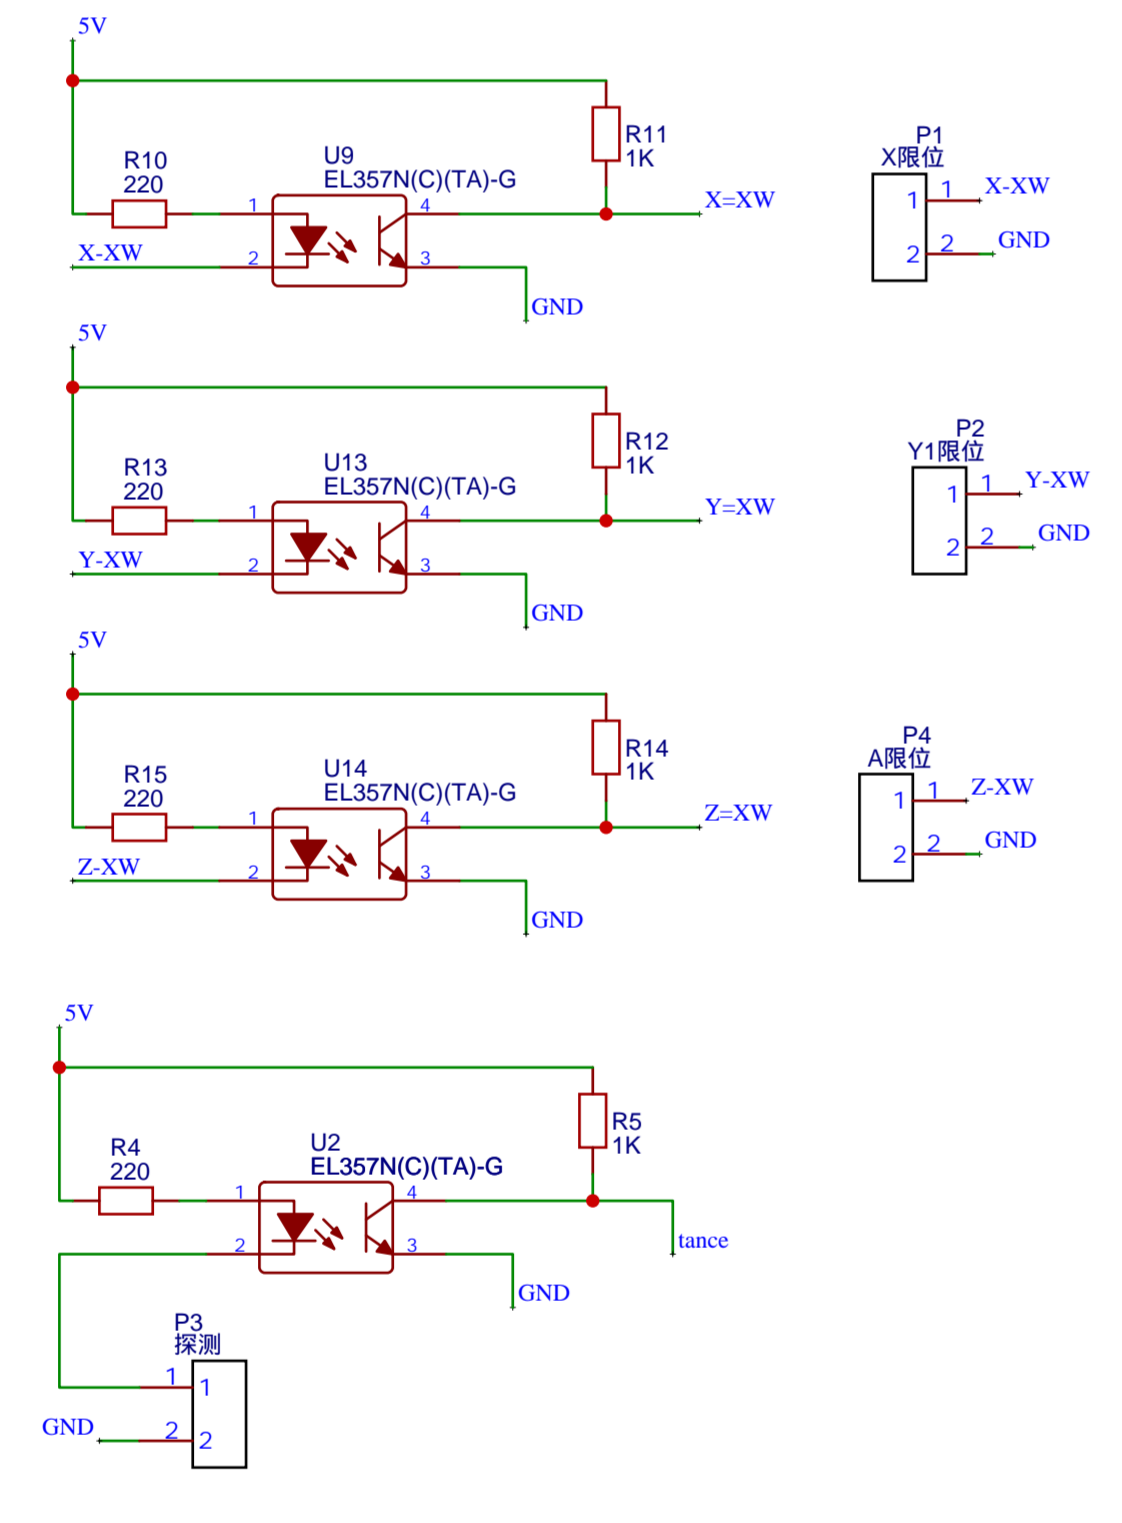 5V
R10
220
U9
EL357N(C)(TA)-G
R11
1K
1
4
X=XW
X-XW
2
3
GND
P1
X限位
1
1
X-XW
2
2
GND
5V
R13
220
U13
EL357N(C)(TA)-G
R12
1K
1
4
Y=XW
Y-XW
2
3
GND
P2
Y1限位
1
1
Y-XW
2
2
GND
5V
R15
220
U14
EL357N(C)(TA)-G
R14
1K
1
4
Z=XW
Z-XW
2
3
GND
P4
A限位
1
1
Z-XW
2
2
GND
5V
R4
220
U2
EL357N(C)(TA)-G
R5
1K
1
4
2
3
tance
GND
P3
探测
1
1
GND
2
2